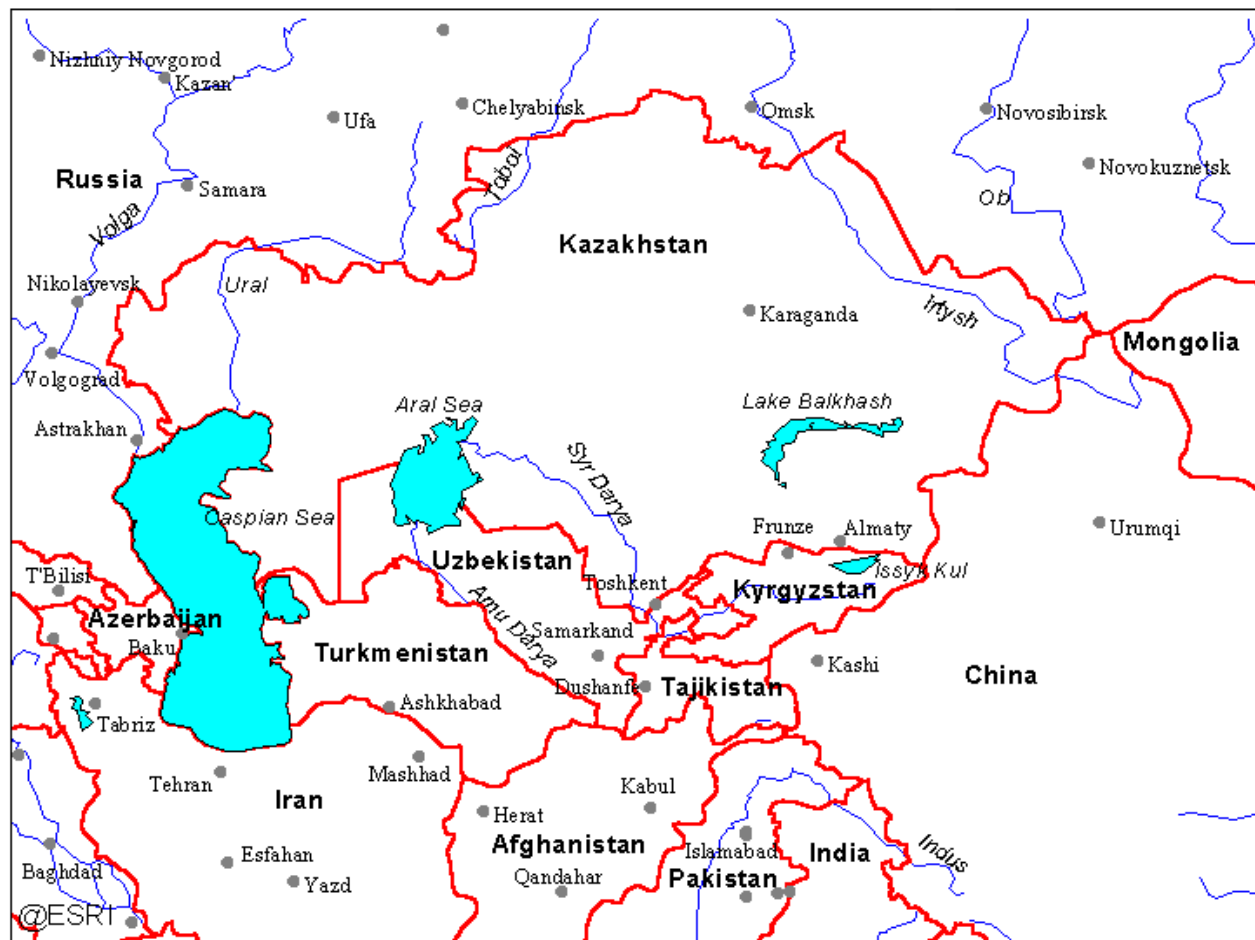 Nizhniy Novgorod
Kazan
Ufa
Chelyabinsk
Omsk
Novosibirsk
Novokuznetsk
Russia
Samara
Tobol
Ob
Volga
Kazakhstan
Nikolayevsk
Ural
Karaganda
Irtysh
Mongolia
Volgograd
Aral Sea
Lake Balkhash
Astrakhan
Syr Darya
Caspian Sea
Frunze
Almaty
Urumqi
Uzbekistan
Issyk Kul
T'Bilisi
Toshkent
Kyrgyzstan
Azerbaijan
Amu Darya
Baku
Samarkand
Turkmenistan
Kashi
China
Dushanfe
Tajikistan
Tabriz
Ashkhabad
Tehran
Mashhad
Iran
Kabul
Herat
Afghanistan
Islamabad
India
Indus
Baghdad
Esfahan
Yazd
Qandahar
Pakistan
@ESRI